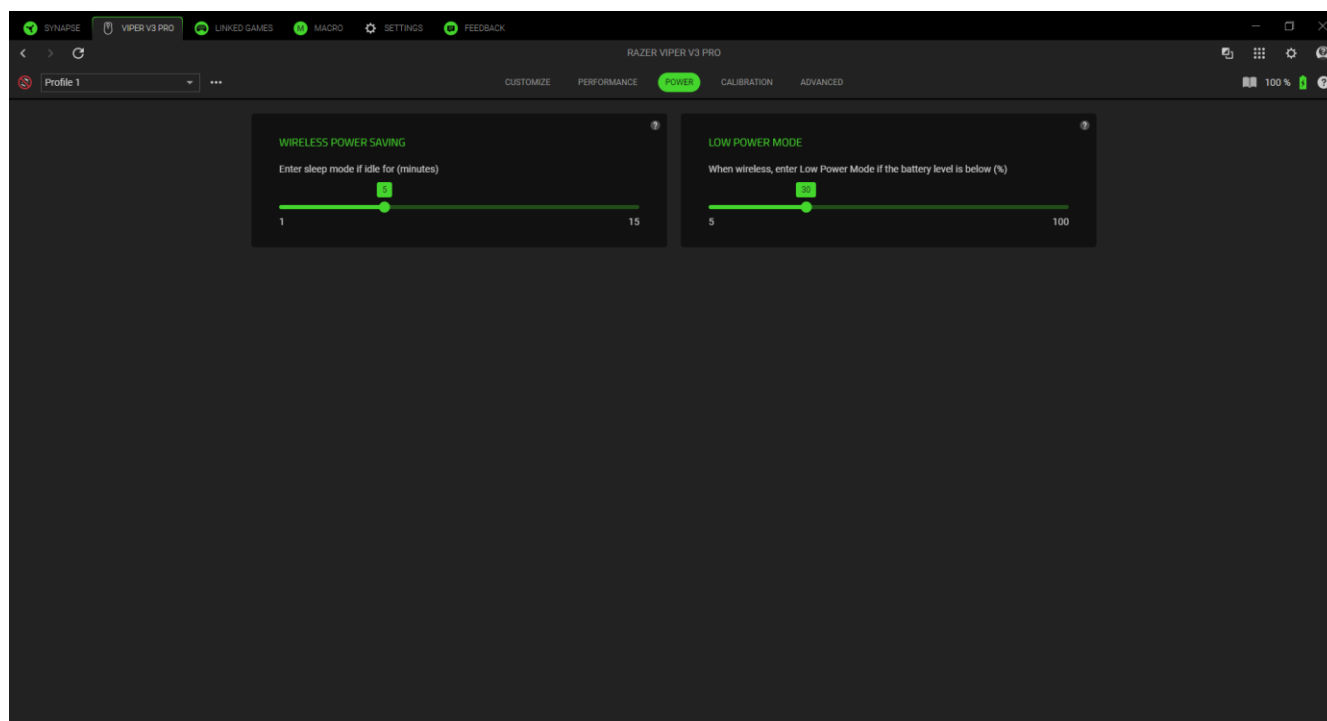 SYNAPSE VIPER V3 PRO LINKED GAMES M MACRO SETTINGS FEEDBACK
RAZER VIPER V3 PRO
Profile 1 CUSTOMIZE PERFORMANCE POWER CALIBRATION ADVANCED 100 % ?
? ?
WIRELESS POWER SAVING
Enter sleep mode if idle for (minutes)
5
1 15
LOW POWER MODE
When wireless, enter Low Power Mode if the battery level is below (%)
30
5 100